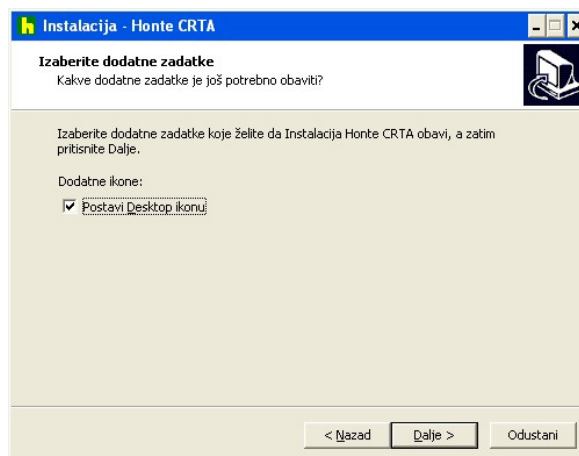 h Instalacija - Honte CRTA
Izaberite dodatne zadatke
Kakve dodatne zadatke je još potrebno obaviti?
Izaberite dodatne zadatke koje želite da Instalacija Honte CRTA obavi, a zatim
pritisnite Dalje.
Dodatne ikone:
Postavi Desktop ikonu
< Nazad Dalje > Odustani